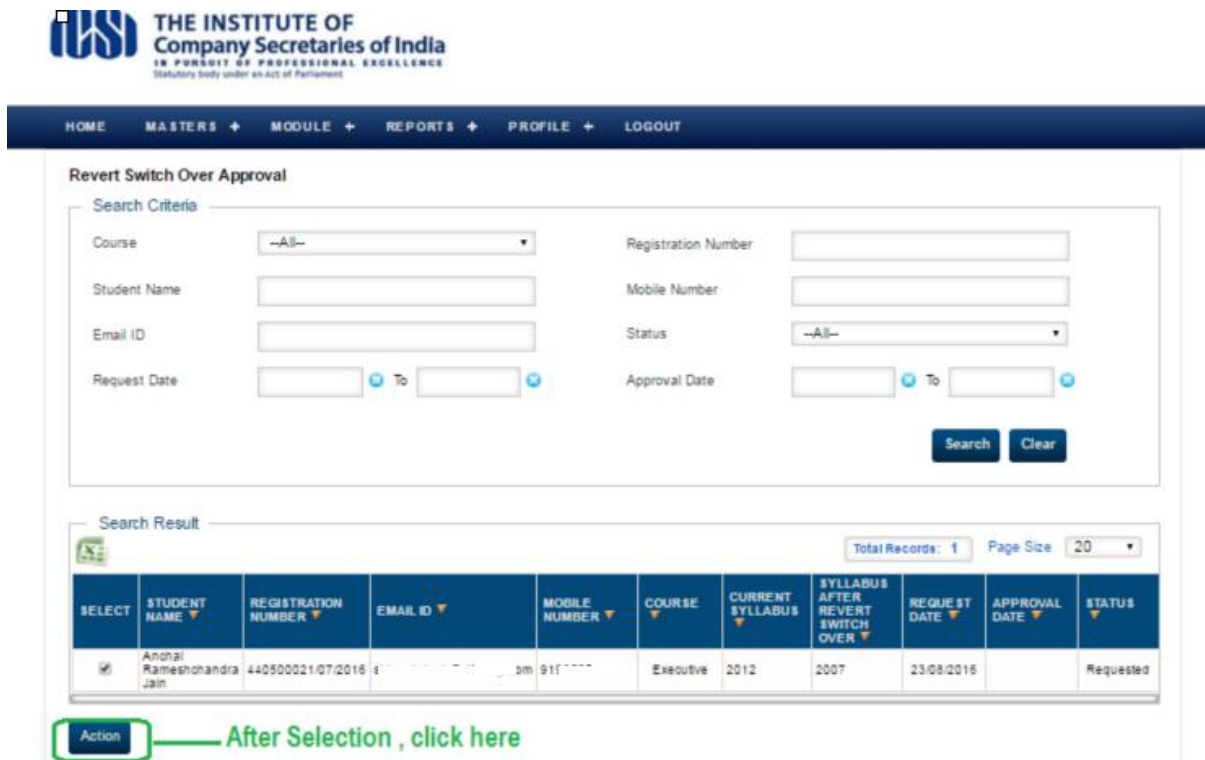 ICSI
THE INSTITUTE OF
Company Secretaries of India
IN PURSUIT OF PROFESSIONAL EXCELLENCE
Statutory body under an Act of Parliament
HOME MASTERS + MODULE + REPORTS + PROFILE + LOGOUT
Revert Switch Over Approval
Search Criteria
Course --All-- Registration Number
Student Name Mobile Number
Email ID Status --All--
Request Date To Approval Date To
Search Clear
Search Result
Total Records: 1 Page Size 20
SELECT STUDENT NAME REGISTRATION NUMBER EMAIL ID MOBILE NUMBER COURSE CURRENT SYLLABUS SYLLABUS AFTER REVERT SWITCH OVER REQUEST DATE APPROVAL DATE STATUS
Anchal Rameshchandra Jain 440500021/07/2016 om Executive 2012 2007 23/08/2016 Requested
Action After Selection , click here